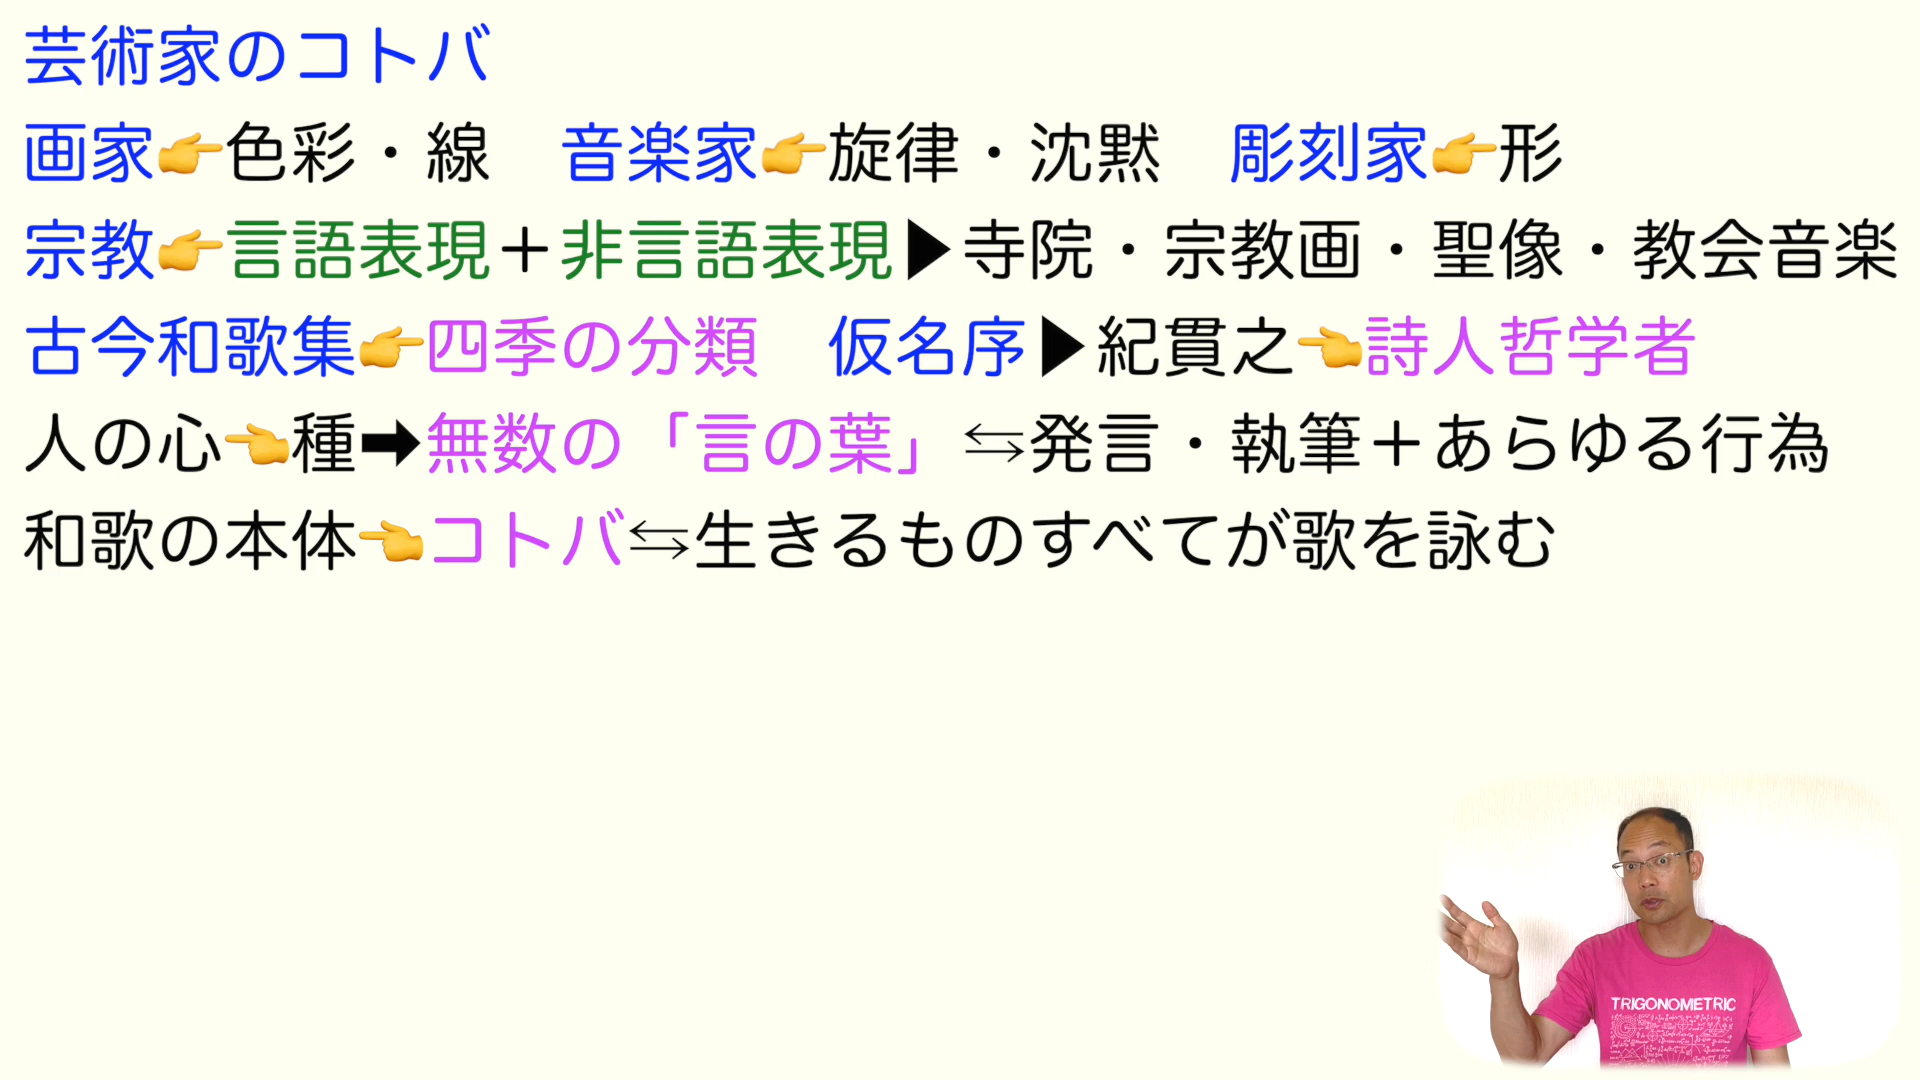 芸術家のコトバ
画家👉色彩・線　音楽家👉旋律・沈黙　彫刻家👉形
宗教👉言語表現＋非言語表現▶寺院・宗教画・聖像・教会音楽
古今和歌集👉四季の分類　仮名序▶紀貫之👈詩人哲学者
人の心👈種➡無数の「言の葉」⇆発言・執筆＋あらゆる行為
和歌の本体👈コトバ⇆生きるものすべてが歌を詠む
TRIGONOMETRIC